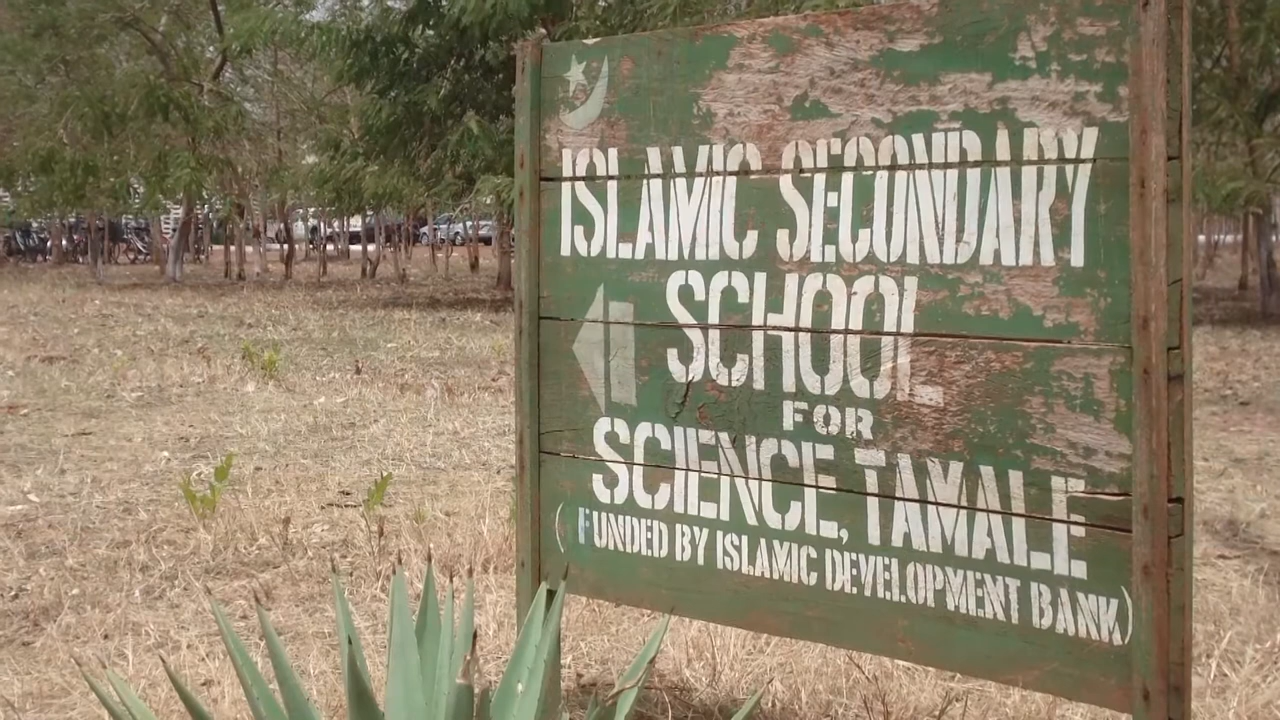 ISLAMIC SECONDARY
SCHOOL
FOR
SCIENCE, TAMALE
(FUNDED BY ISLAMIC DEVELOPMENT BANK)